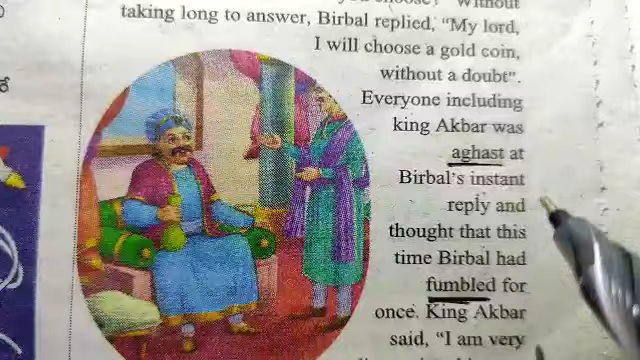 Without
taking long to answer, Birbal replied, “My lord,
I will choose a gold coin,
without a doubt”.
Everyone including
king Akbar was
aghast at
Birbal’s instant
reply and
thought that this
time Birbal had
fumbled for
once. King Akbar
said, “I am very